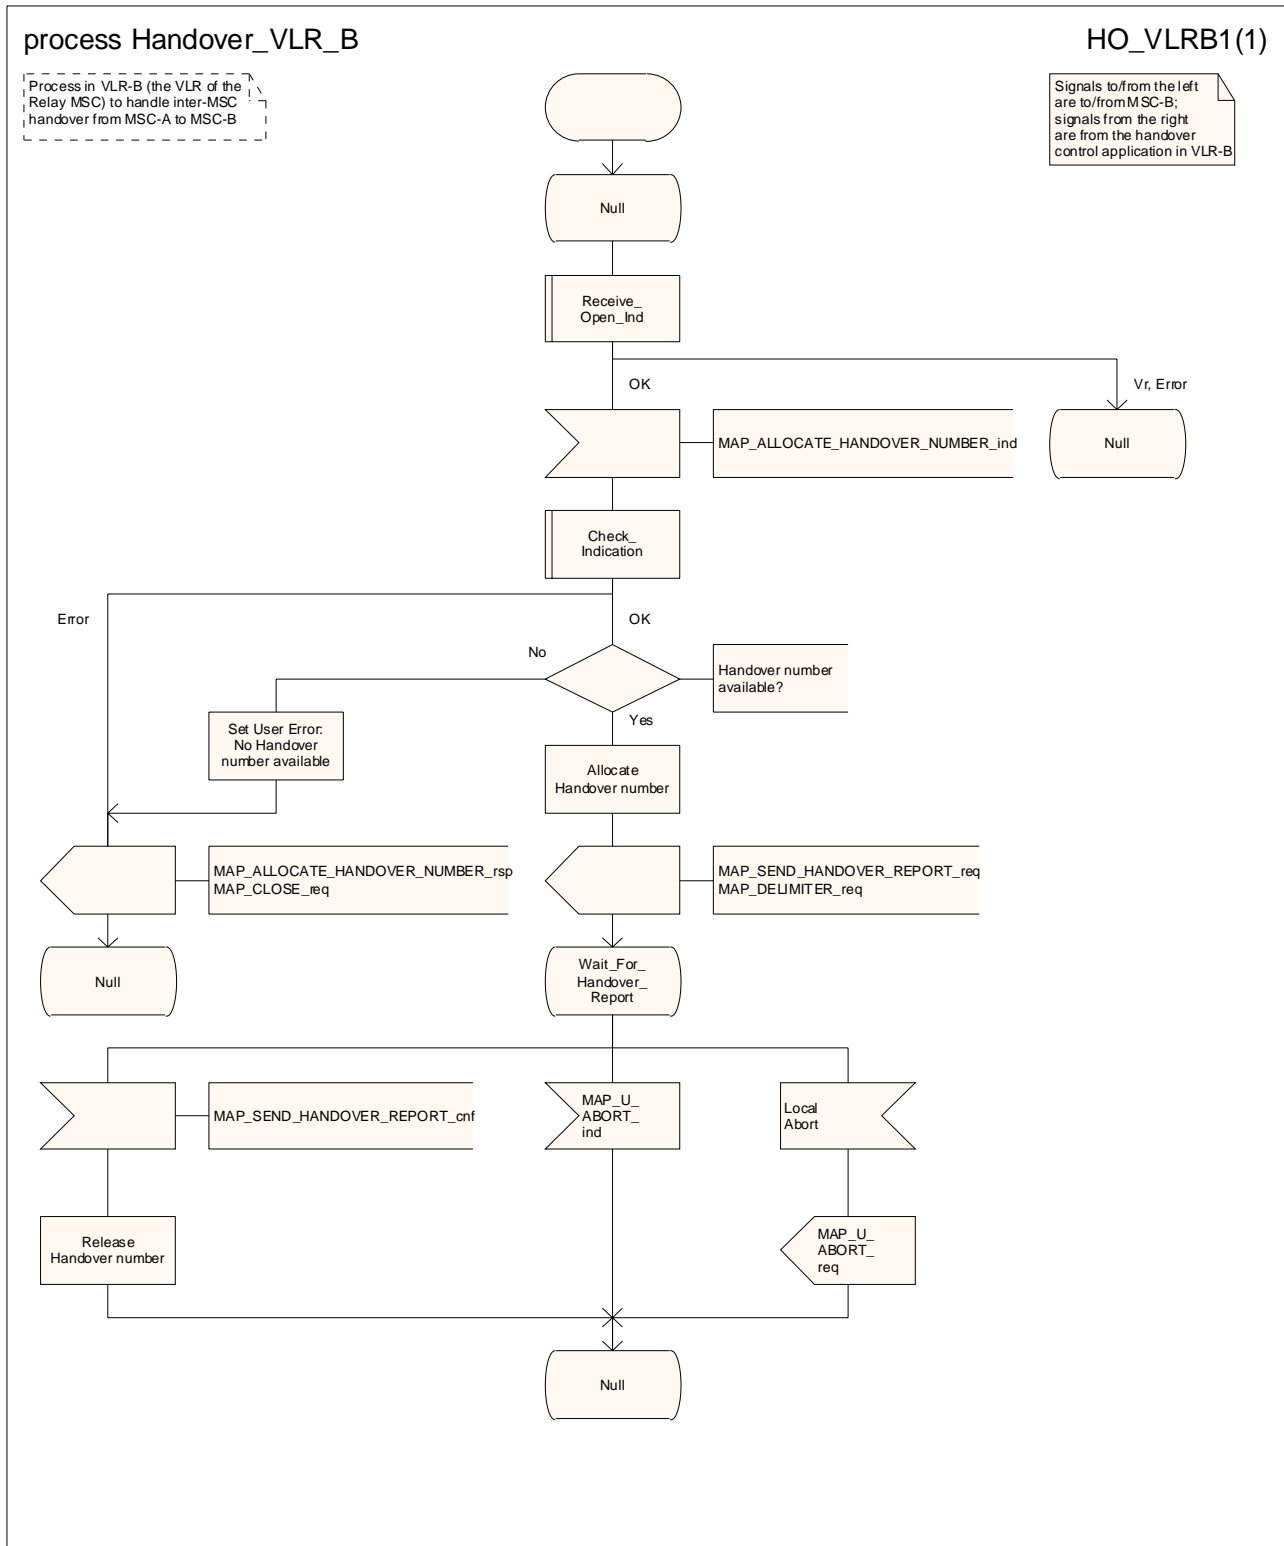 process Handover_VLR_B
HO_VLRB1(1)
Process in VLR-B (the VLR of the
Relay MSC) to handle inter-MSC
handover from MSC-A to MSC-B
Signals to/from the left
are to/from MSC-B;
signals from the right
are from the handover
control application in VLR-B
Null
Receive_
Open_Ind
OK
Vr, Error
MAP_ALLOCATE_HANDOVER_NUMBER_ind
Null
Check_
Indication
Error
OK
No
Handover number
available?
Yes
Set User Error:
No Handover
number available
Allocate
Handover number
MAP_ALLOCATE_HANDOVER_NUMBER_rsp
MAP_CLOSE_req
MAP_SEND_HANDOVER_REPORT_req
MAP_DELIMITER_req
Null
Wait_For_
Handover_
Report
MAP_SEND_HANDOVER_REPORT_cnf
MAP_U_
ABORT_
ind
Local
Abort
Release
Handover number
MAP_U_
ABORT_
req
Null